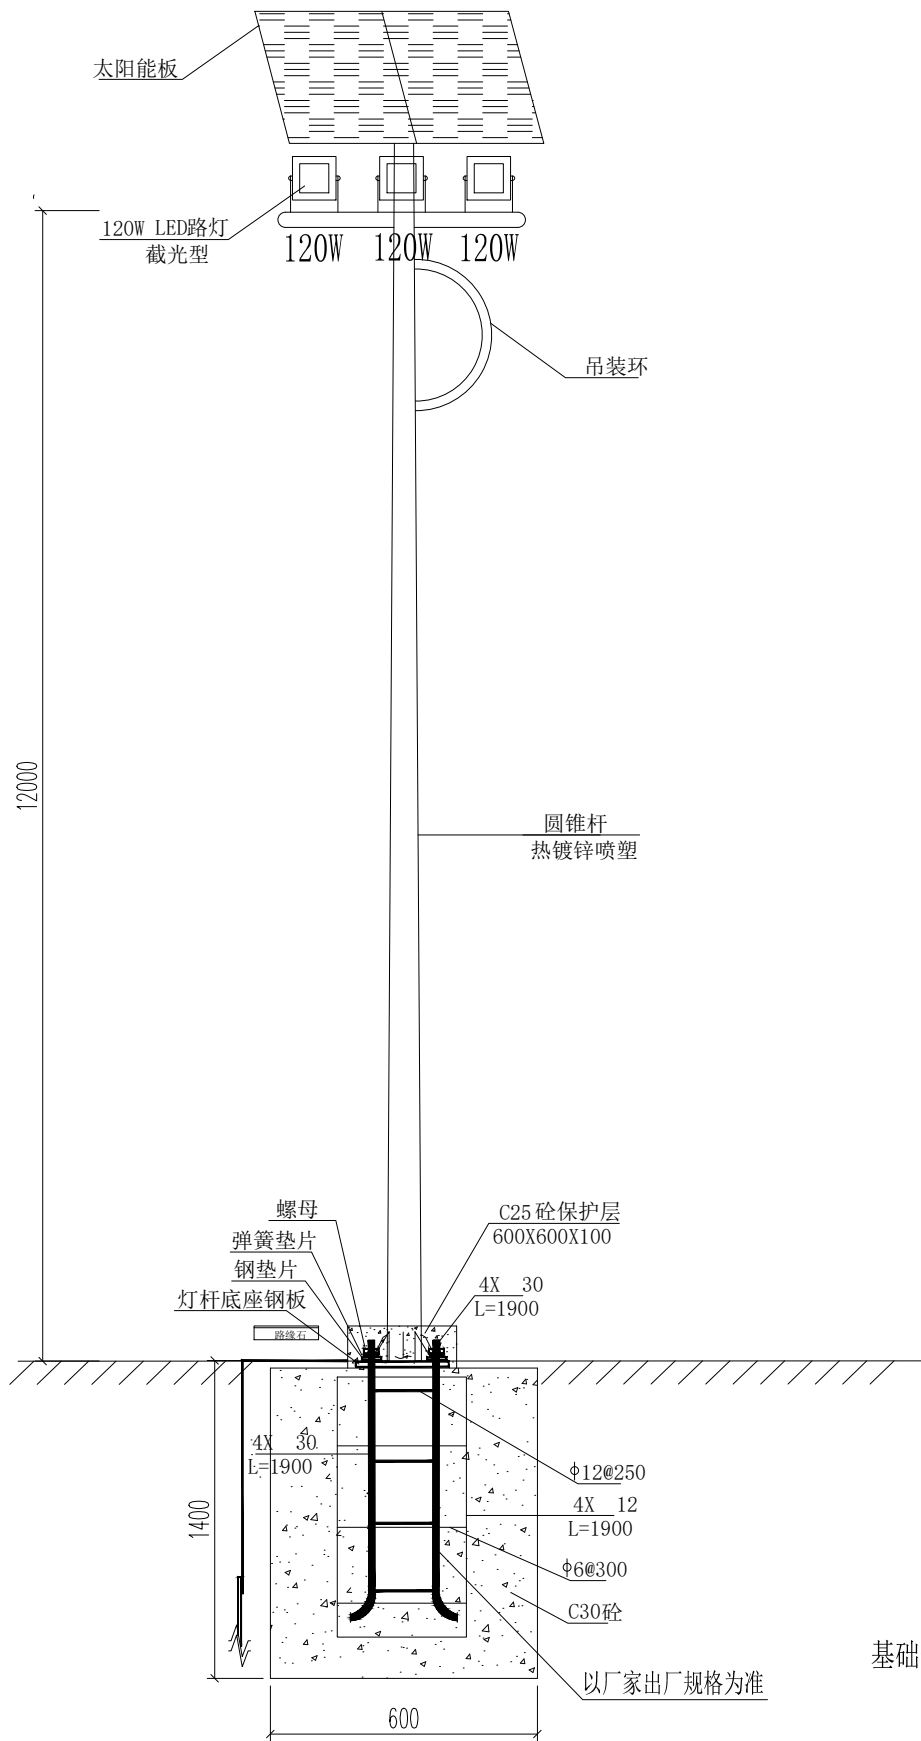 太阳能板
120W LED路灯
截光型
120W 120W 120W
吊装环
12000
圆锥杆
热镀锌喷塑
螺母
弹簧垫片
钢垫片
灯杆底座钢板
C25砼保护层
600X600X100
4X 30
L=1900
路缘石
4X 30
L=1900
ϕ12@250
4X 12
L=1900
1400
ϕ6@300
C30砼
基础
以厂家出厂规格为准
600